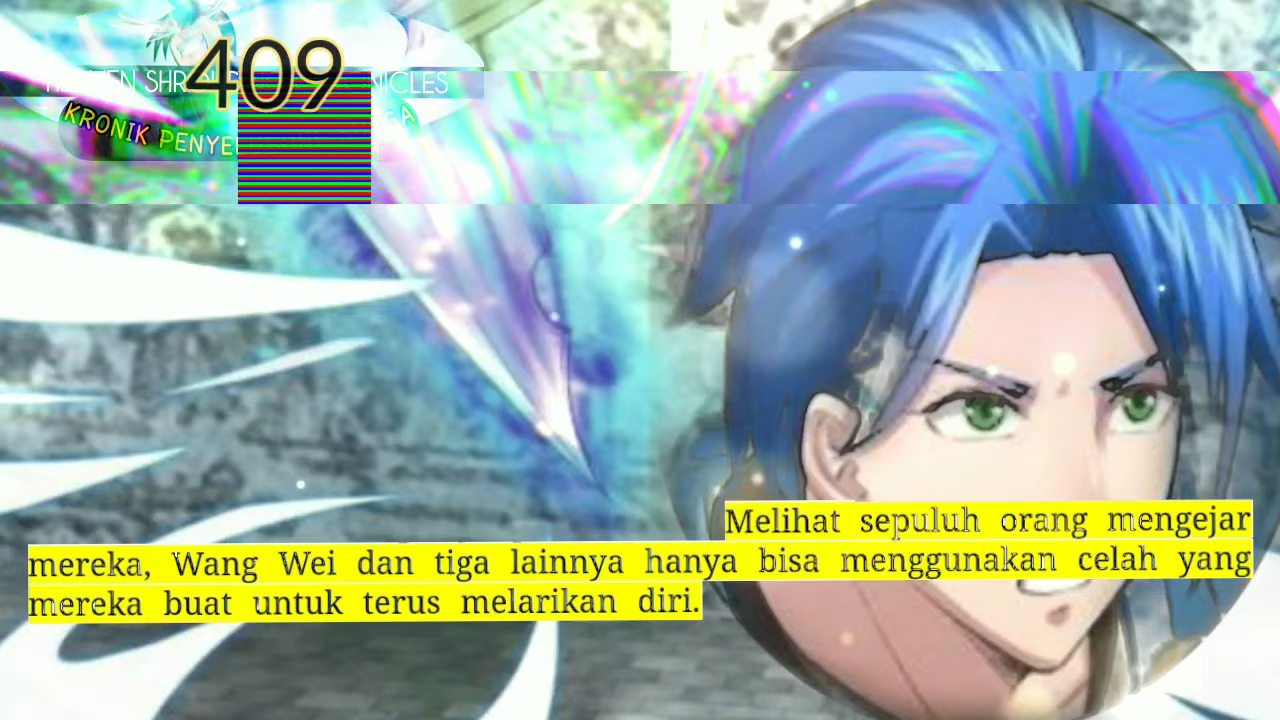 409
KRONIK
Melihat sepuluh orang mengejar
mereka, Wang Wei dan tiga lainnya hanya bisa menggunakan celah yang
mereka buat untuk terus melarikan diri.